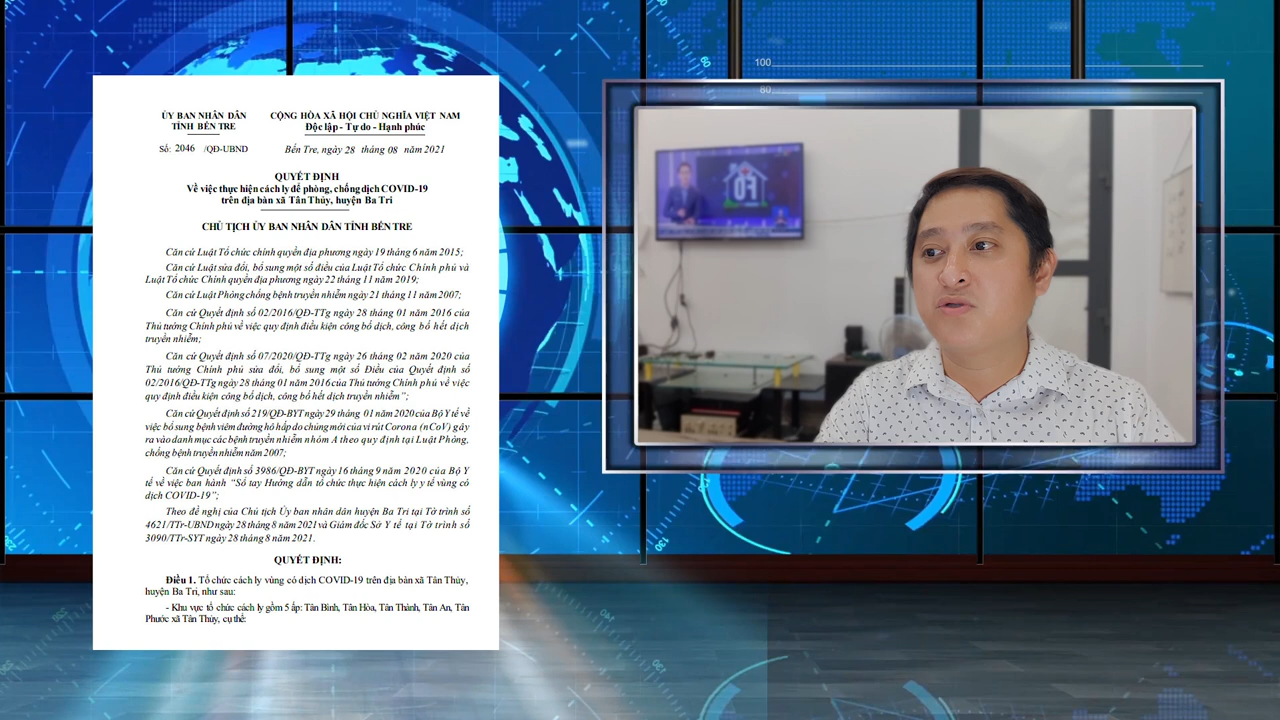 ỦY BAN NHÂN DÂN
TỈNH BẾN TRE
CỘNG HÒA XÃ HỘI CHỦ NGHĨA VIỆT NAM
Độc lập - Tự do - Hạnh phúc
Số: 2046 /QĐ-UBND
Bến Tre, ngày 28 tháng 08 năm 2021
QUYẾT ĐỊNH
Về việc thực hiện cách ly để phòng, chống dịch COVID-19
trên địa bàn xã Tân Thủy, huyện Ba Tri
CHỦ TỊCH ỦY BAN NHÂN DÂN TỈNH BẾN TRE
Căn cứ Luật Tổ chức chính quyền địa phương ngày 19 tháng 6 năm 2015;
Căn cứ Luật sửa đổi, bổ sung một số điều của Luật Tổ chức Chính phủ và
Luật Tổ chức Chính quyền địa phương ngày 22 tháng 11 năm 2019;
Căn cứ Luật Phòng chống bệnh truyền nhiễm ngày 21 tháng 11 năm 2007;
Căn cứ Quyết định số 02/2016/QĐ-TTg ngày 28 tháng 01 năm 2016 của
Thủ tướng Chính phủ về việc quy định điều kiện công bố dịch, công bố hết dịch
truyền nhiễm;
Căn cứ Quyết định số 07/2020/QĐ-TTg ngày 26 tháng 02 năm 2020 của
Thủ tướng Chính phủ sửa đổi, bổ sung một số Điều của Quyết định số
02/2016/QĐ-TTg ngày 28 tháng 01 năm 2016 của Thủ tướng Chính phủ về việc
quy định điều kiện công bố dịch, công bố hết dịch truyền nhiễm”;
Căn cứ Quyết định số 219/QĐ-BYT ngày 29 tháng 01 năm 2020 của Bộ Y tế về
việc bổ sung bệnh viêm đường hô hấp do chủng mới của vi rút Corona (nCoV) gây
ra vào danh mục các bệnh truyền nhiễm nhóm A theo quy định tại Luật Phòng,
chống bệnh truyền nhiễm năm 2007;
Căn cứ Quyết định số 3986/QĐ-BYT ngày 16 tháng 9 năm 2020 của Bộ Y
tế về việc ban hành “Sổ tay Hướng dẫn tổ chức thực hiện cách ly y tế vùng có
dịch COVID-19”;
Theo đề nghị của Chủ tịch Ủy ban nhân dân huyện Ba Tri tại Tờ trình số
4621/TTr-UBND ngày 28 tháng 8 năm 2021 và Giám đốc Sở Y tế tại Tờ trình số
3090/TTr-SYT ngày 28 tháng 8 năm 2021.
QUYẾT ĐỊNH:
Điều 1. Tổ chức cách ly vùng có dịch COVID-19 trên địa bàn xã Tân Thủy,
huyện Ba Tri, như sau:
- Khu vực tổ chức cách ly gồm 5 ấp: Tân Bình, Tân Hòa, Tân Thành, Tân An, Tân
Phước xã Tân Thủy, cụ thể:
100
80
60
F0
130
140
130